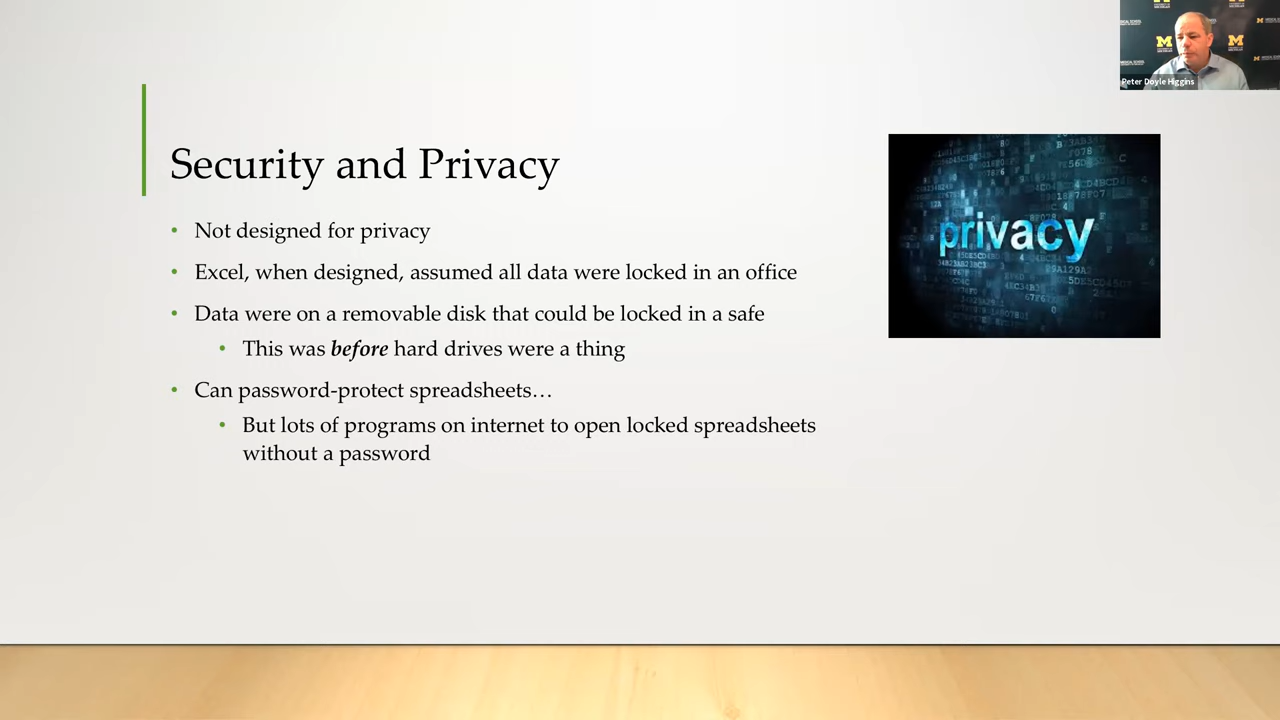 Peter Doyle Higgins
Security and Privacy
privacy
• Not designed for privacy
• Excel, when designed, assumed all data were locked in an office
• Data were on a removable disk that could be locked in a safe
• This was before hard drives were a thing
• Can password-protect spreadsheets…
• But lots of programs on internet to open locked spreadsheets
without a password